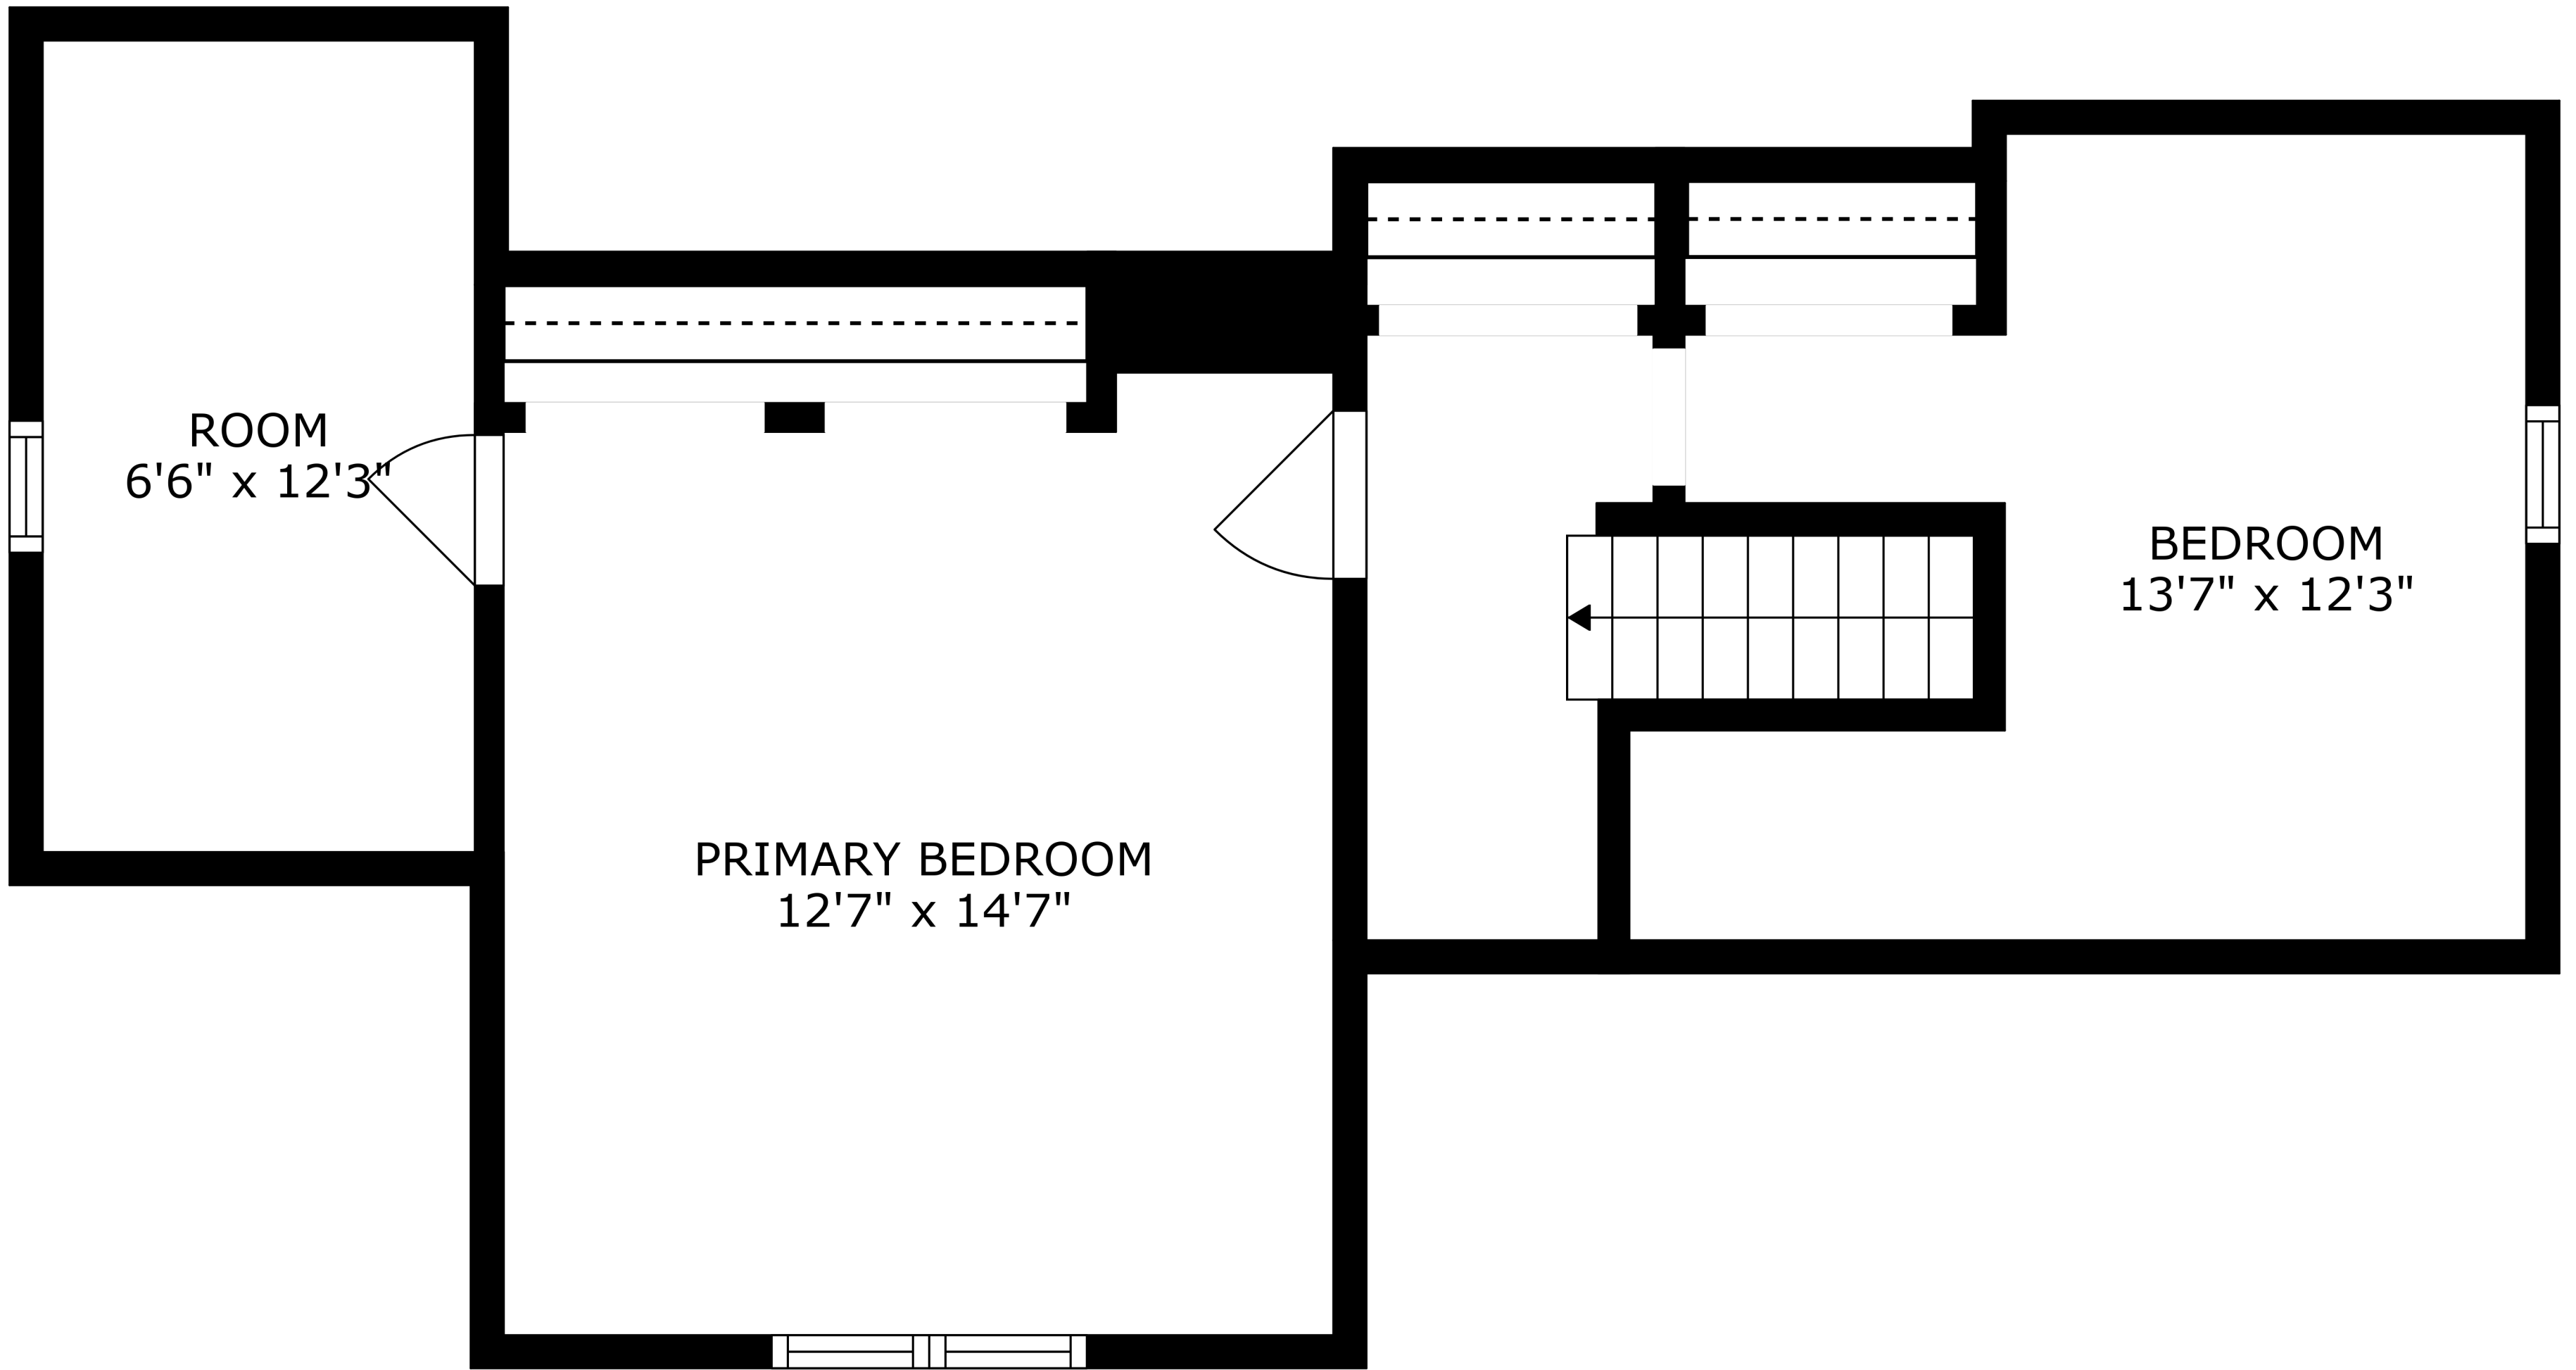 ROOM
6'6" x 12'3"
BEDROOM
13'7" x 12'3"
PRIMARY BEDROOM
12'7" x 14'7"